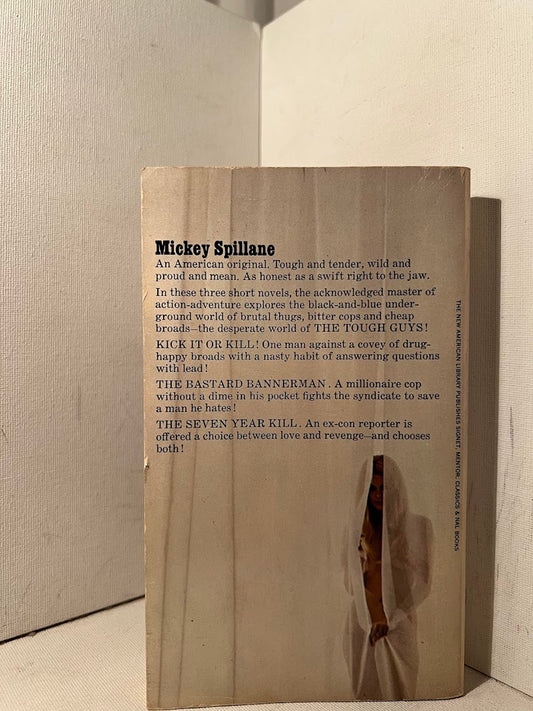 Mickey Spillane
An American original. Tough and tender, wild and
proud and mean. As honest as a swift right to the jaw.
In these three short novels, the acknowledged master of
action-adventure explores the black-and-blue under-
ground world of brutal thugs, bitter cops and cheap
broads—the desperate world of THE TOUGH GUYS!
KICK IT OR KILL! One man against a covey of drug-
happy broads with a nasty habit of answering questions
with lead!
THE BASTARD BANNERMAN. A millionaire cop
without a dime in his pocket fights the syndicate to save
a man he hates!
THE SEVEN YEAR KILL. An ex-con reporter is
offered a choice between love and revenge—and chooses
both!
THE NEW AMERICAN LIBRARY PUBLISHES SIGNET, MENTOR, CLASSICS & NAL BOOKS